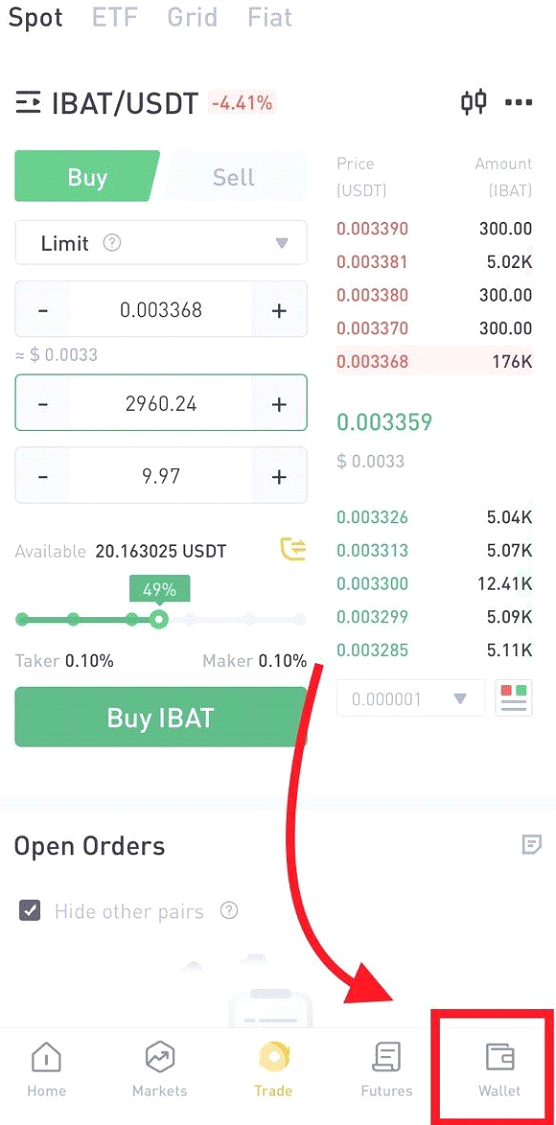 Spot ETF Grid Fiat
IBAT/USDT -4.41%
Buy Sell
Limit ?
- 0.003368 +
≈ $ 0.0033
- 2960.24 +
- 9.97 +
Available 20.163025 USDT
49%
Taker 0.10% Maker 0.10%
Buy IBAT
Price Amount
(USDT) (IBAT)
0.003390 300.00
0.003381 5.02K
0.003380 300.00
0.003370 300.00
0.003368 176K
0.003359
$ 0.0033
0.003326 5.04K
0.003313 5.07K
0.003300 12.41K
0.003299 5.09K
0.003285 5.11K
0.000001
Open Orders
Hide other pairs ?
Home Markets Trade Futures Wallet